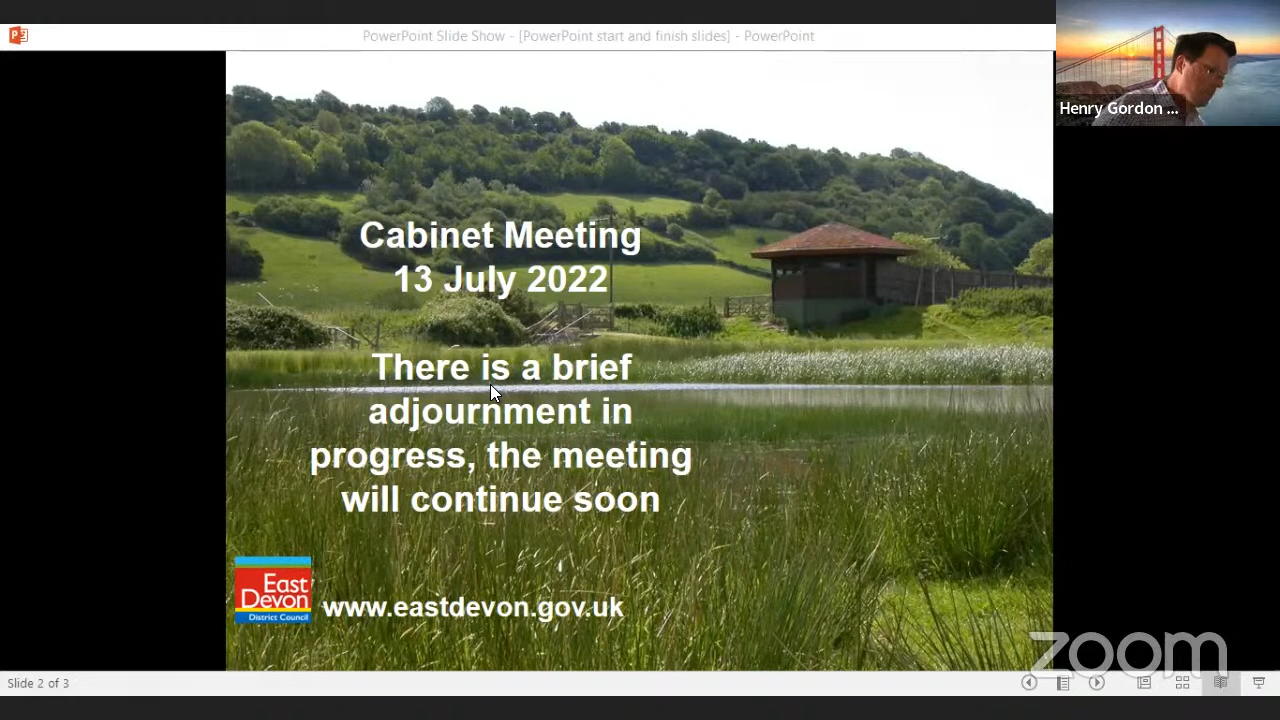 PowerPoint Slide Show - [PowerPoint start and finish slides] - PowerPoint
Henry Gordon ...
Cabinet Meeting
13 July 2022
There is a brief
adjournment in
progress, the meeting
will continue soon
East
Devon
District Council
www.eastdevon.gov.uk
zoom
Slide 2 of 3